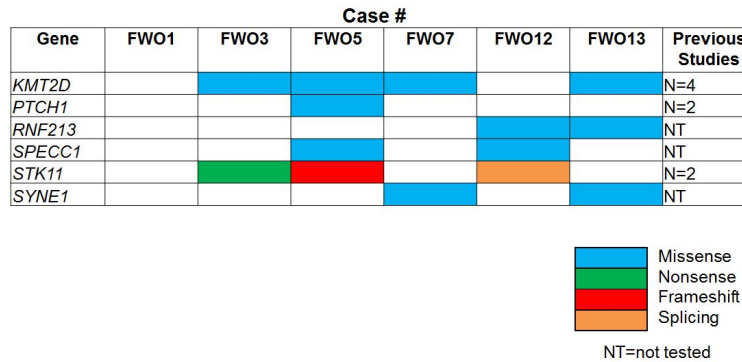 Case #
Gene FWO1 FWO3 FWO5 FWO7 FWO12 FWO13 Previous Studies
KMT2D N=4
PTCH1 N=2
RNF213 NT
SPECC1 NT
STK11 N=2
SYNE1 NT
Missense
Nonsense
Frameshift
Splicing
NT=not tested